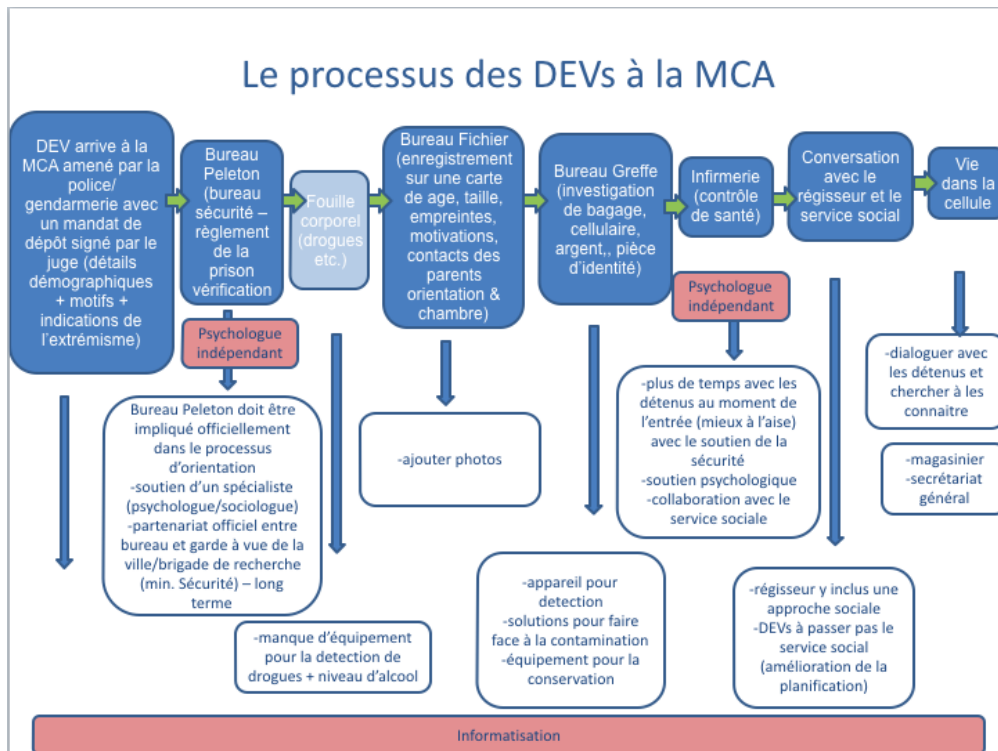 Le processus des DEVs à la MCA
DEV arrive à la
MCA amené par la
police/
gendarmerie avec
un mandat de
dépôt signé par le
juge (détails
démographiques
+ motifs +
indications de
l'extrémisme)
Bureau
Peleton
(bureau
sécurité –
règlement
de la
prison
vérification
Fouille
corporel
(drogues
etc.)
Bureau Fichier
(enregistrement
sur une carte
de age, taille,
empreintes,
motivations,
contacts des
parents
orientation &
chambre)
Bureau Greffe
(investigation
de bagage,
cellulaire,
argent,, pièce
d'identité)
Infirmerie
(contrôle
de santé)
Conversation
avec le
régisseur et le
service social
Vie
dans la
cellule
Psychologue
indépendant
Psychologue
indépendant
Bureau Peleton doit être
impliqué officiellement
dans le processus
d'orientation
-soutien d'un spécialiste
(psychologue/sociologue)
-partenariat officiel entre
bureau et garde à vue de la
ville/brigade de recherche
(min. Sécurité) – long
terme
-manque d'équipement
pour la detection de
drogues + niveau d'alcool
-ajouter photos
-appareil pour
detection
-solutions pour faire
face à la contamination
-équipement pour la
conservation
-plus de temps avec les
détenus au moment de
l'entrée (mieux à l'aise)
avec le soutien de la
sécurité
-soutien psychologique
-collaboration avec le
service sociale
-régisseur y inclus une
approche sociale
-DEVs à passer pas le
service social
(amélioration de la
planification)
-dialoguer avec
les détenus et
chercher à les
connaitre
-magasinier
-secrétariat
général
Informatisation